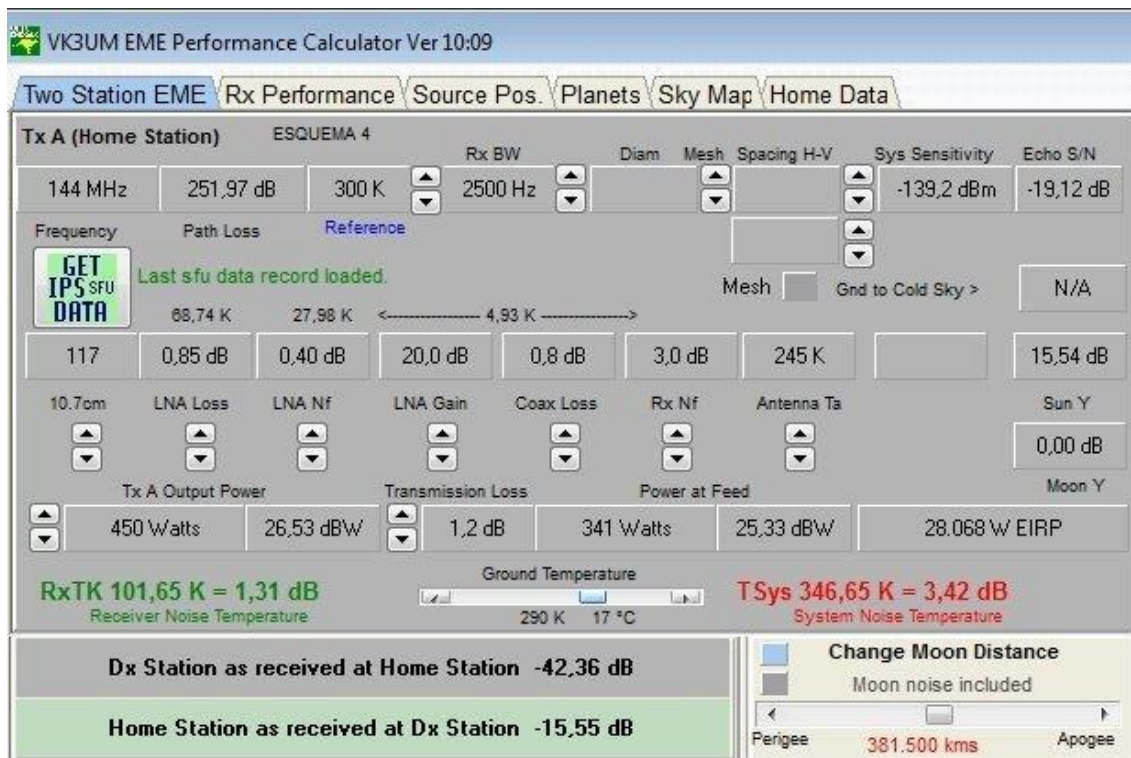 VK3UM EME Performance Calculator Ver 10:09
Two Station EME Rx Performance Source Pos. Planets Sky Map Home Data
Tx A (Home Station) ESQUEMA 4
Rx BW Diam Mesh Spacing H-V Sys Sensitivity Echo S/N
144 MHz 251,97 dB 300 K 2500 Hz -139,2 dBm -19,12 dB
Frequency Path Loss Reference
GET IPS SFU DATA
Last sfu data record loaded.
Mesh Gnd to Cold Sky > N/A
68,74 K 27,98 K <---------------- 4,93 K -------------->
117 0,85 dB 0,40 dB 20,0 dB 0,8 dB 3,0 dB 245 K 15,54 dB
10.7cm LNA Loss LNA Nf LNA Gain Coax Loss Rx Nf Antenna Ta Sun Y
0,00 dB
Tx A Output Power Transmission Loss Power at Feed Moon Y
450 Watts 26,53 dBW 1,2 dB 341 Watts 25,33 dBW 28.068 W EIRP
RxTK 101,65 K = 1,31 dB Ground Temperature TSys 346,65 K = 3,42 dB
Receiver Noise Temperature 290 K 17 °C System Noise Temperature
Dx Station as received at Home Station -42,36 dB
Home Station as received at Dx Station -15,55 dB
Change Moon Distance
Moon noise included
Perigee 381.500 kms Apogee